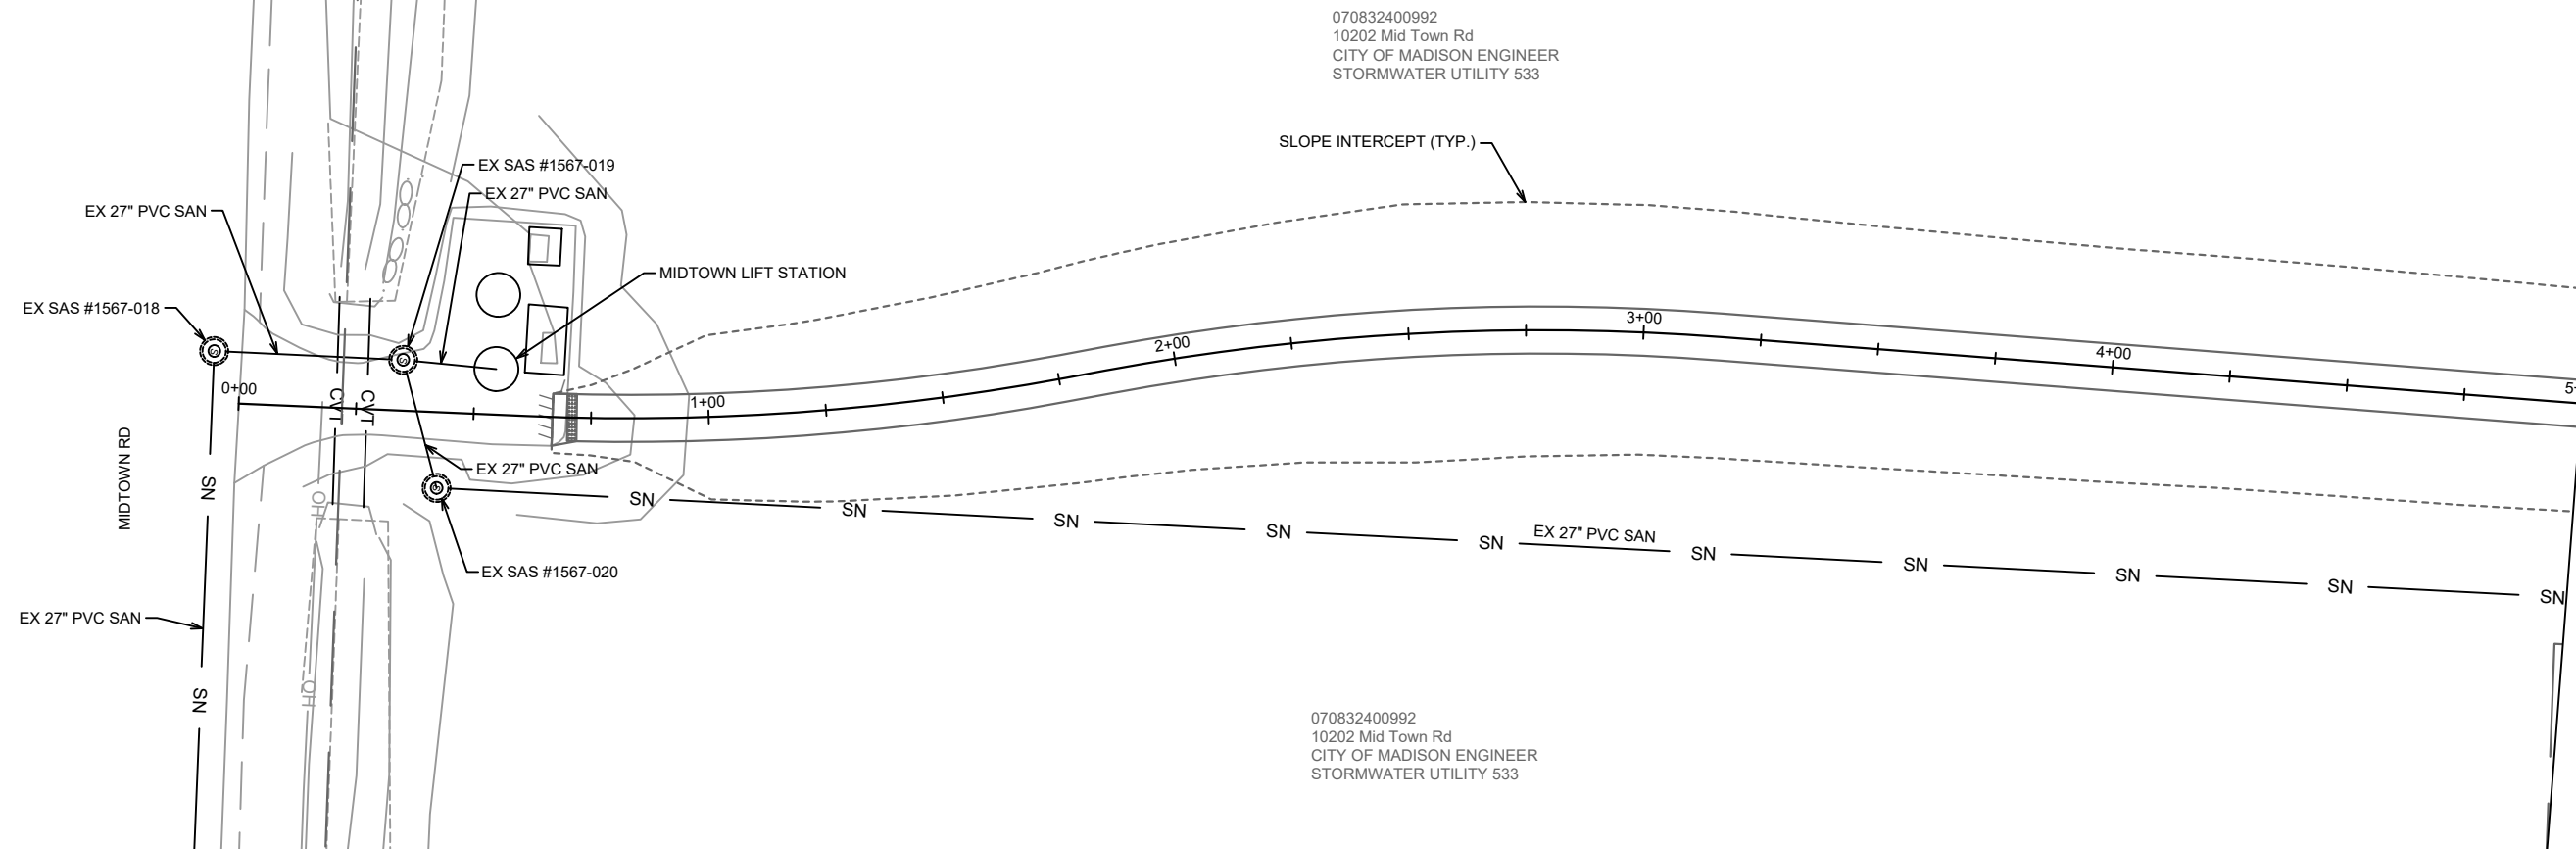 070832400992
10202 Mid Town Rd
CITY OF MADISON ENGINEER
STORMWATER UTILITY 533
SLOPE INTERCEPT (TYP.)
EX SAS #1567-019
EX 27" PVC SAN
EX 27" PVC SAN
MIDTOWN LIFT STATION
EX SAS #1567-018
S
S
0+00
1+00
2+00
3+00
4+00
CVT
CVT
MIDTOWN RD
EX 27" PVC SAN
SN
S
OH
SN
SN
SN
SN
SN
EX 27" PVC SAN
SN
SN
SN
SN
SN
EX SAS #1567-020
EX 27" PVC SAN
OH
SN
070832400992
10202 Mid Town Rd
CITY OF MADISON ENGINEER
STORMWATER UTILITY 533